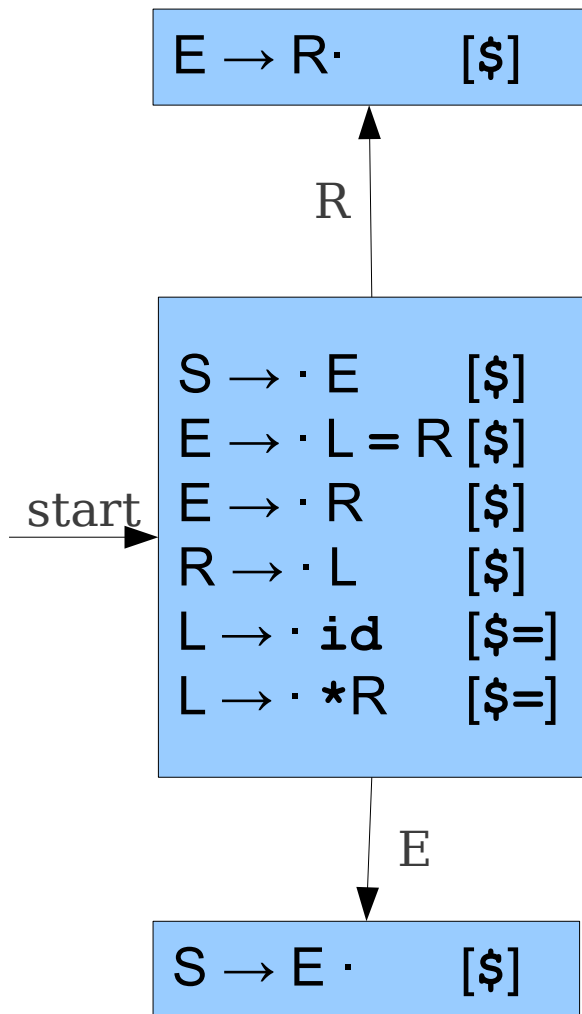 E → R· [$]
R
S → · E [$]
E → · L = R [$]
E → · R [$]
start
R → · L [$]
L → · id [$=]
L → · *R [$=]
E
S → E · [$]